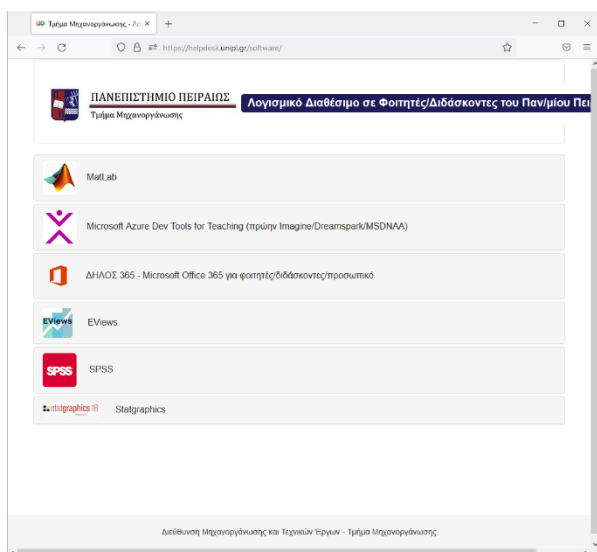 Τμήμα Μηχανοργάνωσης - Λογ
https://helpdesk.unipi.gr/software/
ΠΑΝΕΠΙΣΤΗΜΙΟ ΠΕΙΡΑΙΩΣ
Τμήμα Μηχανοργάνωσης
Λογισμικό Διαθέσιμο σε Φοιτητές/Διδάσκοντες του Παν/μίου Πει
MatLab
Microsoft Azure Dev Tools for Teaching (πρώην Imagine/Dreamspark/MSDNAA)
ΔΗΛΟΣ 365 - Microsoft Office 365 για φοιτητές/διδάσκοντες/προσωπικό
EViews EViews
SPSS SPSS
statgraphics 18 Statgraphics
Διεύθυνση Μηχανοργάνωσης και Τεχνικών Έργων - Τμήμα Μηχανοργάνωσης